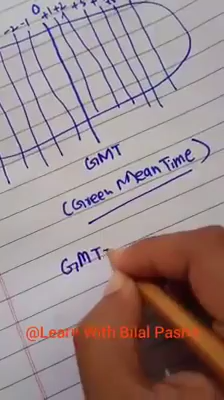 -2 -1 0 +1 +2 +3
GMT
(Green Mean Time)
GMT-
@Learn With Bilal Pasha